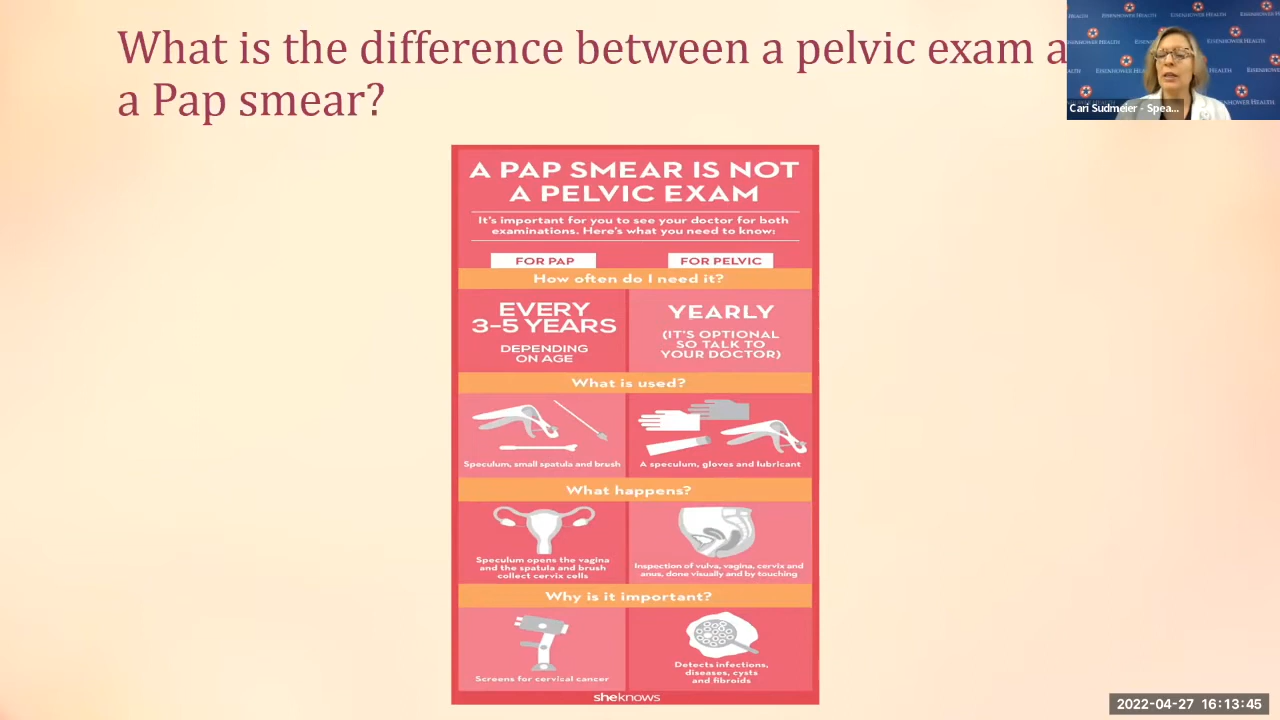 What is the difference between a pelvic exam a
a Pap smear?
EISENHOWER HEALTH
Cari Sudmeier - Spea...
A PAP SMEAR IS NOT
A PELVIC EXAM
It's important for you to see your doctor for both
examinations. Here's what you need to know:
FOR PAP
FOR PELVIC
How often do I need it?
EVERY
3-5 YEARS
DEPENDING
ON AGE
YEARLY
(IT'S OPTIONAL
SO TALK TO
YOUR DOCTOR)
What is used?
Speculum, small spatula and brush
A speculum, gloves and lubricant
What happens?
Speculum opens the vagina
and the spatula and brush
collect cervix cells
Inspection of vulva, vagina, cervix and
anus, done visually and by touching
Why is it important?
Screens for cervical cancer
Detects infections,
diseases, cysts
and fibroids
sheknows
2022-04-27 16:13:45